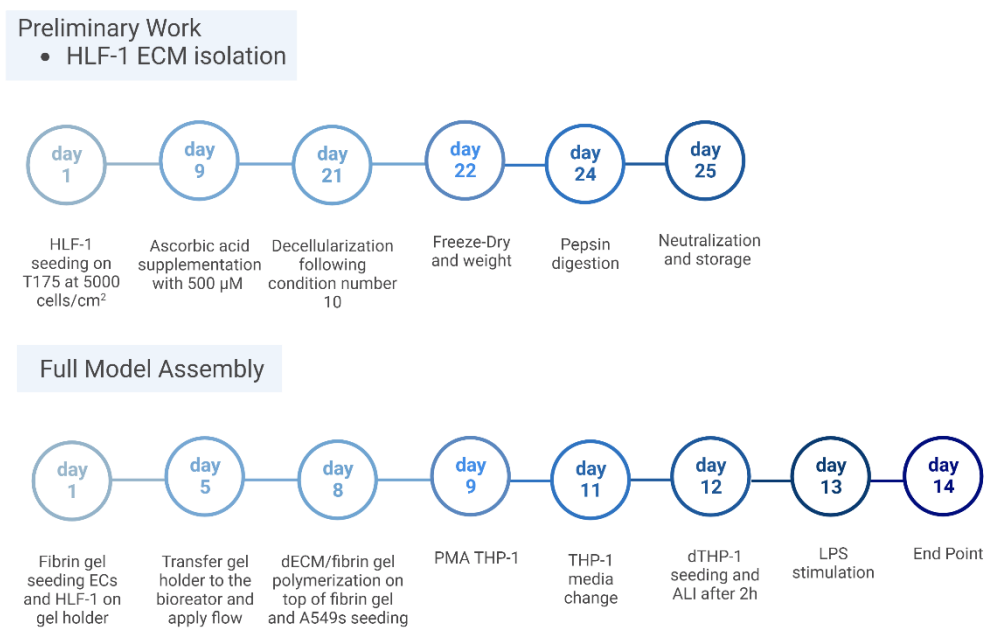 Preliminary Work
• HLF-1 ECM isolation
day
1
day
9
day
21
day
22
day
24
day
25
HLF-1
seeding on
T175 at 5000
cells/cm²
Ascorbic acid
supplementation
with 500 µM
Decellularization
following
condition number
10
Freeze-Dry
and weight
Pepsin
digestion
Neutralization
and storage
Full Model Assembly
day
1
day
5
day
8
day
9
day
11
day
12
day
13
day
14
Fibrin gel
seeding ECs
and HLF-1 on
gel holder
Transfer gel
holder to the
bioreator and
apply flow
dECM/fibrin gel
polymerization on
top of fibrin gel
and A549s seeding
PMA THP-1
THP-1
media
change
dTHP-1
seeding and
ALI after 2h
LPS
stimulation
End Point